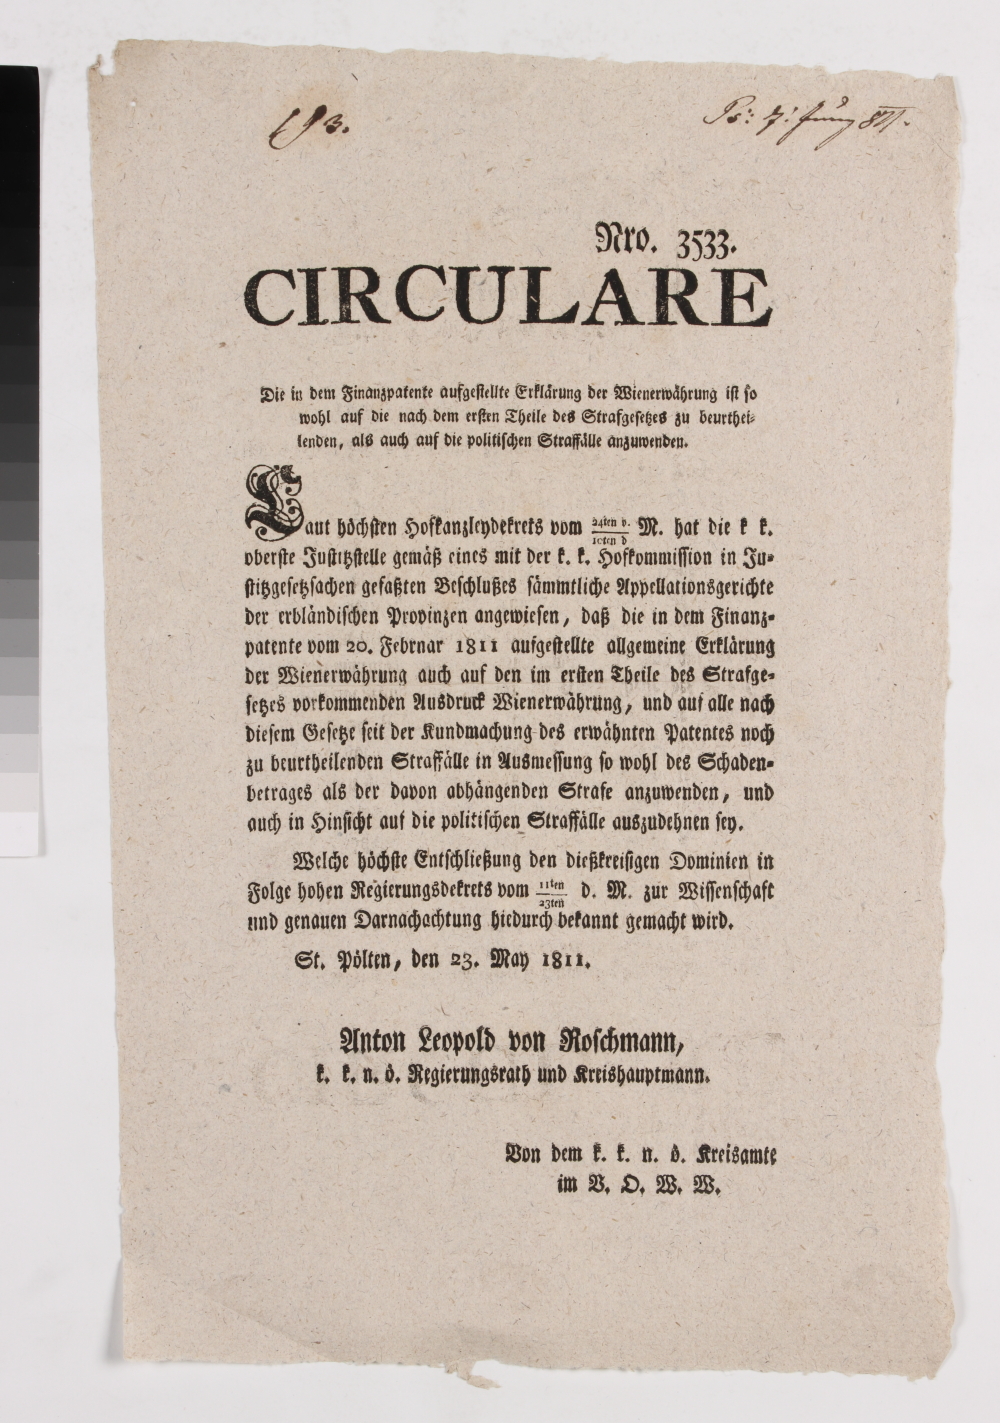 193.
Ps: 7: Juny 811.
Nro. 3533.
CIRCULARE
Die in dem Finanzpatente aufgestellte Erklärung der Wienerwährung ist so
wohl auf die nach dem ersten Theile des Strafgesetzes zu beurthei-
lenden, als auch auf die politischen Straffälle anzuwenden.
Laut höchsten Hofkanzleydekrets vom 24ten v./10ten d M. hat die k k.
oberste Justitzstelle gemäß eines mit der k. k. Hofkommission in Ju-
stitzgesetzsachen gefaßten Beschlußes sämmtliche Appellationsgerichte
der erbländischen Provinzen angewiesen, daß die in dem Finanz-
patente vom 20. Februar 1811 aufgestellte allgemeine Erklärung
der Wienerwährung auch auf den im ersten Theile des Strafge-
setzes vorkommenden Ausdruck Wienerwährung, und auf alle nach
diesem Gesetze seit der Kundmachung des erwähnten Patentes noch
zu beurtheilenden Straffälle in Ausmessung so wohl des Schaden-
betrages als der davon abhängenden Strafe anzuwenden, und
auch in Hinsicht auf die politischen Straffälle auszudehnen sey.
Welche höchste Entschließung den dießkreisigen Dominien in
Folge hohen Regierungsdekrets vom 11ten/23ten d. M. zur Wissenschaft
und genauen Darnachachtung hiedurch bekannt gemacht wird.
St. Pölten, den 23. May 1811.
Anton Leopold von Roschmann,
k. k. n. ö. Regierungsrath und Kreishauptmann.
Von dem k. k. n. ö. Kreisamte
im V. O. W. W.